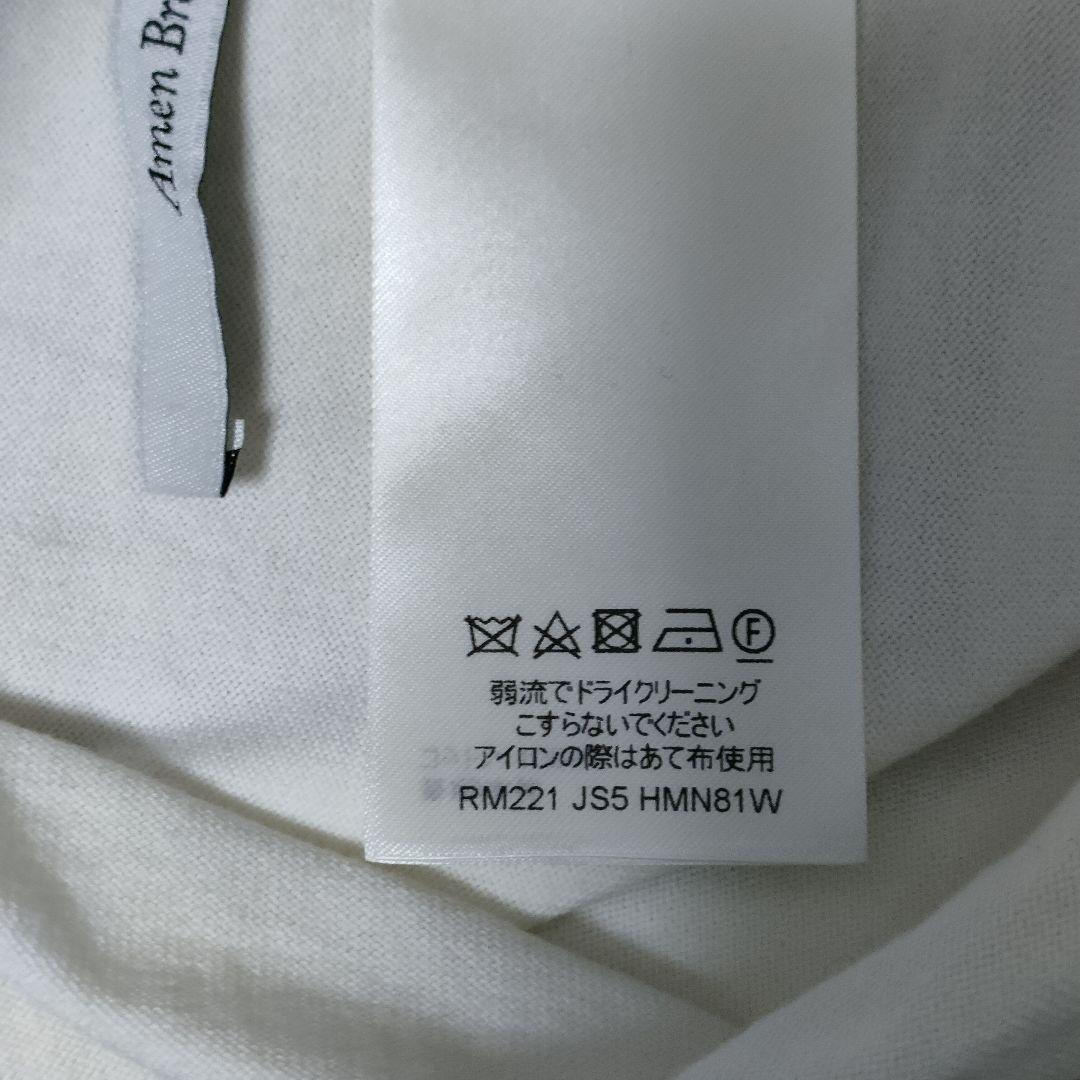 Amen
弱流でドライクリーニング
こすらないでください
アイロンの際はあて布使用
RM221 JS5 HMN81W
F